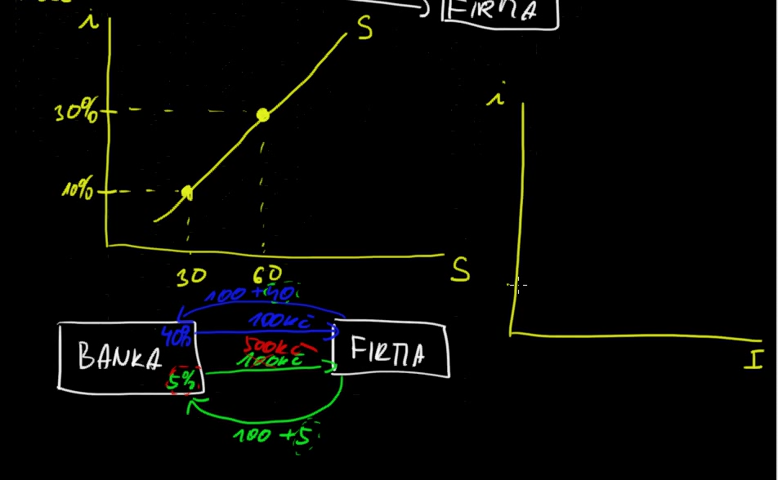 FIRMA
i
S
30%
i
10%
30
60
S
100 + 40
40%
100Kč
500Kč
BANKA
FIRMA
100Kč
5%
I
100 + 5